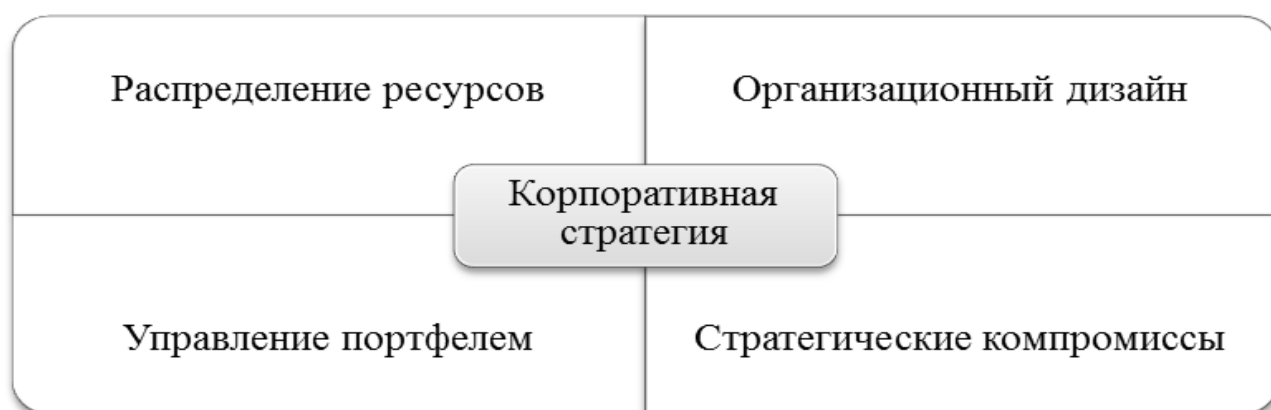 Распределение ресурсов
Организационный дизайн
Корпоративная
стратегия
Управление портфелем
Стратегические компромиссы